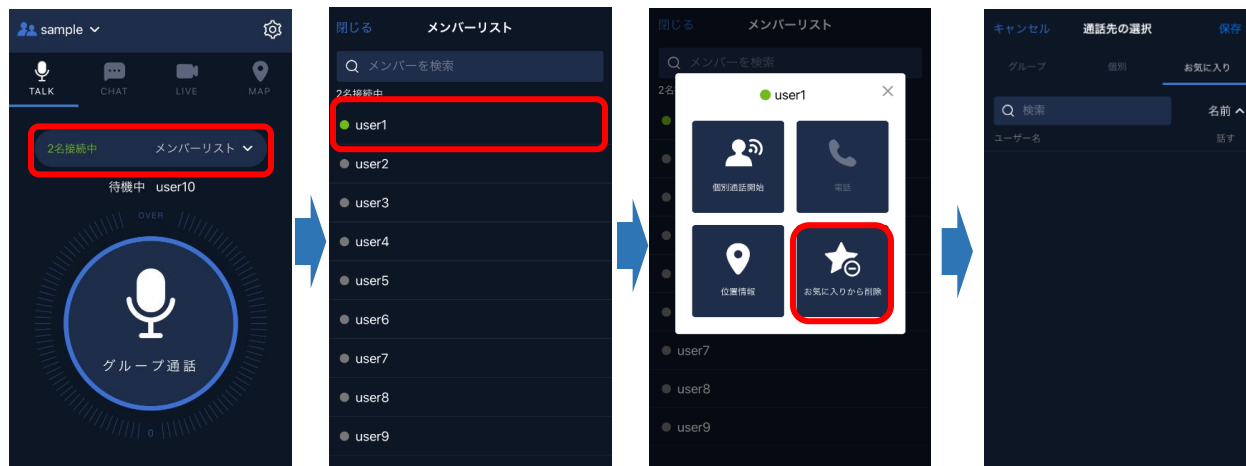 sample
TALK CHAT LIVE MAP
2名接続中 メンバーリスト
待機中 user10
OVER
グループ通話
0
閉じる メンバーリスト
メンバーを検索
2名接続中
user1
user2
user3
user4
user5
user6
user7
user8
user9
閉じる メンバーリスト
メンバーを検索
2名
user1
個別通話開始 電話
位置情報 お気に入りから削除
user7
user8
user9
キャンセル 通話先の選択 保存
グループ 個別 お気に入り
検索 名前
ユーザー名 話す